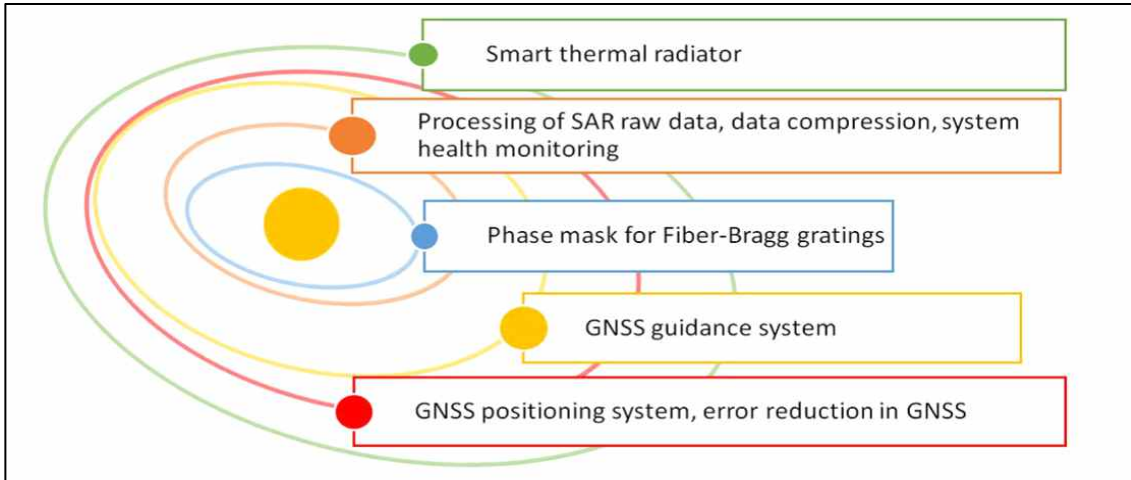 Smart thermal radiator
Processing of SAR raw data, data compression, system
health monitoring
Phase mask for Fiber-Bragg gratings
GNSS guidance system
GNSS positioning system, error reduction in GNSS